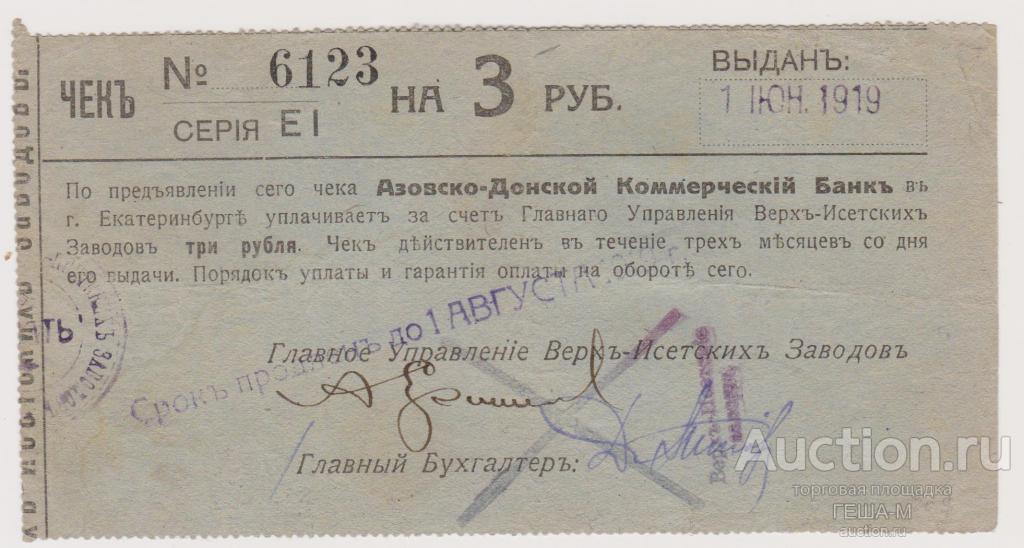 ЧЕКЪ № 6123 НА 3 РУБ. ВЫДАНЪ:
СЕРІЯ Е І 1 ІЮН. 1919
По предъявленіи сего чека Азовско-Донской Коммерческій Банкъ въ
г. Екатеринбургѣ уплачиваетъ за счетъ Главнаго Управленія Верхъ-Исетскихъ
Заводовъ три рубля. Чекъ дѣйствителенъ въ теченіе трехъ мѣсяцевъ со дня
его выдачи. Порядокъ уплаты и гарантія оплаты на оборотѣ сего.
Срокъ до 1 АВГУСТА
Главное Управленіе Верхъ-Исетскихъ Заводовъ
Главный Бухгалтеръ:
Auction.ru
торговая площадка
ГЕША-М
auction.ru